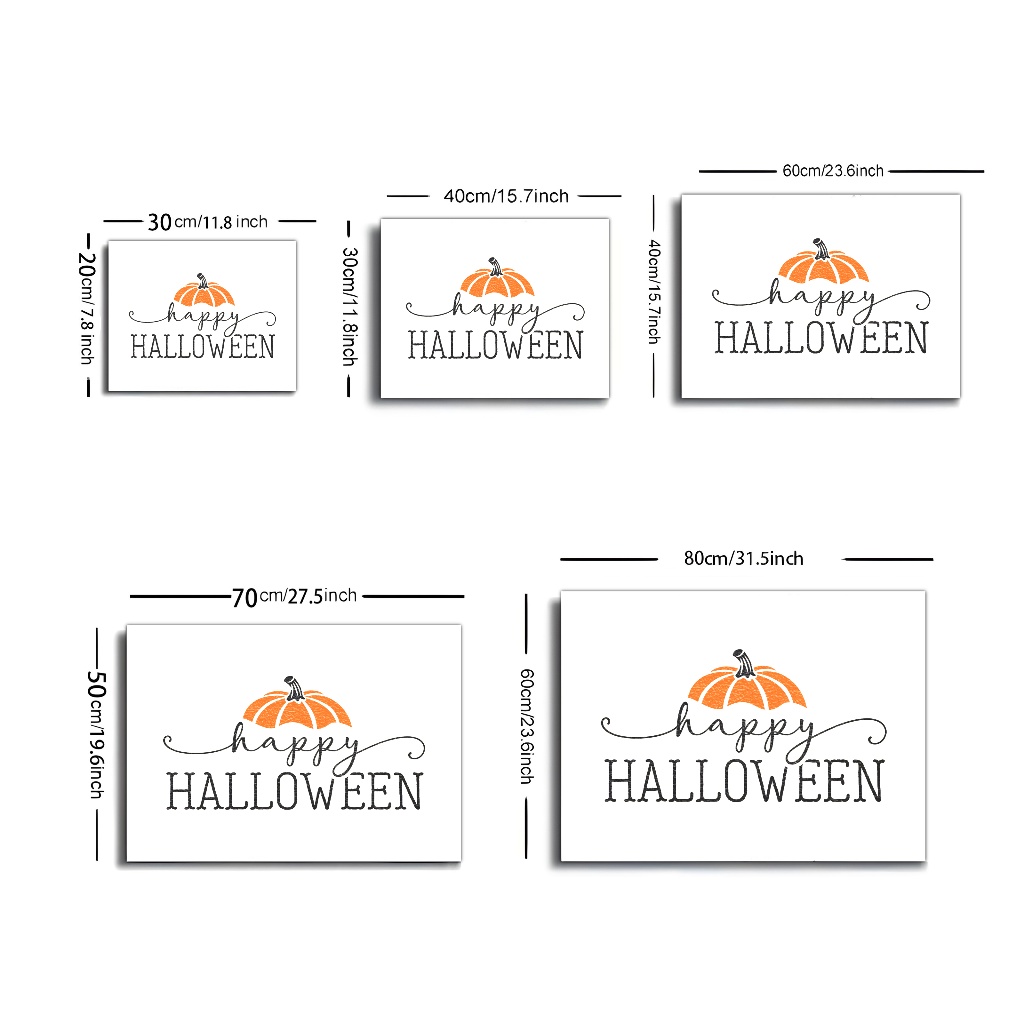 30cm/11.8 inch
20cm/7.8 inch
happy
HALLOWEEN
40cm/15.7inch
30cm/11.8inch
happy
HALLOWEEN
60cm/23.6inch
40cm/15.7inch
happy
HALLOWEEN
70cm/27.5inch
50cm/19.6inch
happy
HALLOWEEN
80cm/31.5inch
60cm/23.6inch
happy
HALLOWEEN